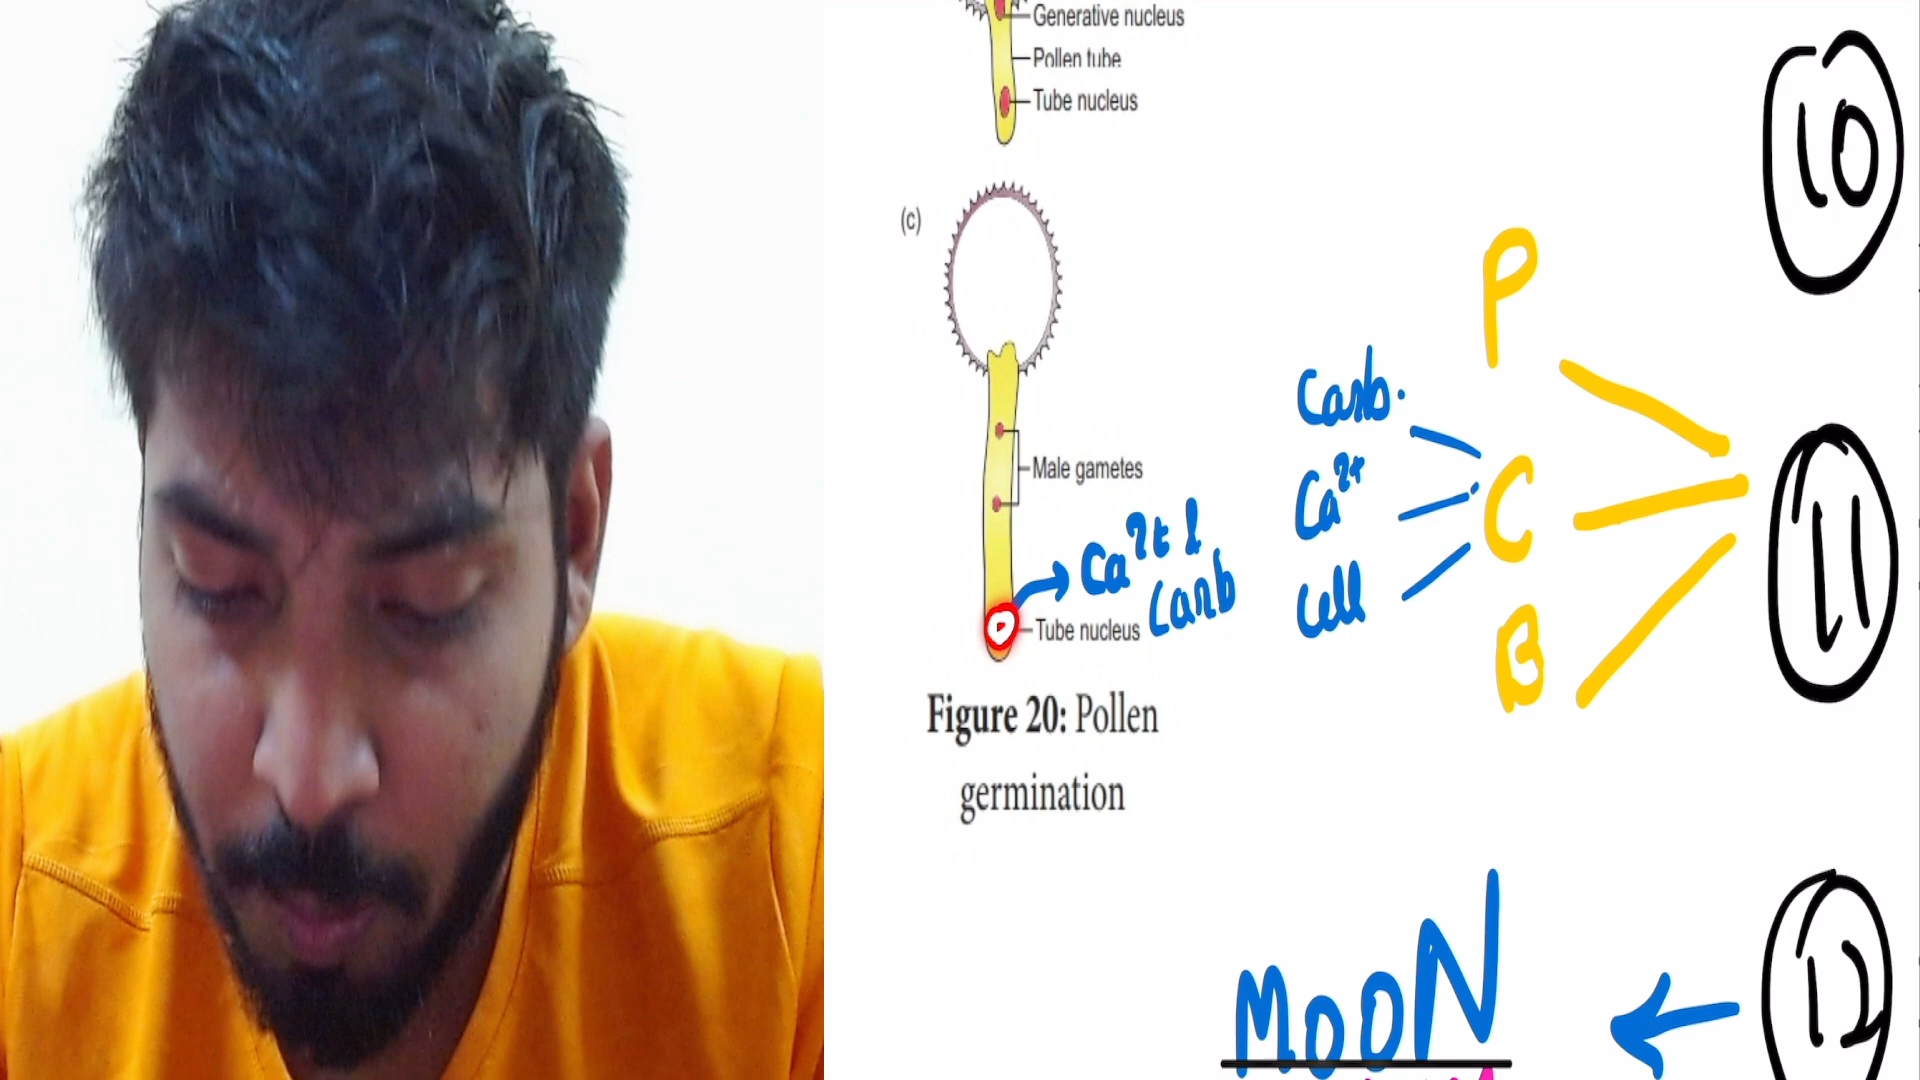 Generative nucleus
Pollen tube
Tube nucleus
(c)
Male gametes
Ca²⁺ &
Carb
Tube nucleus
Figure 20: Pollen
germination
10
P
Carb.
Ca²⁺
C
Cell
B
11
MOON
12